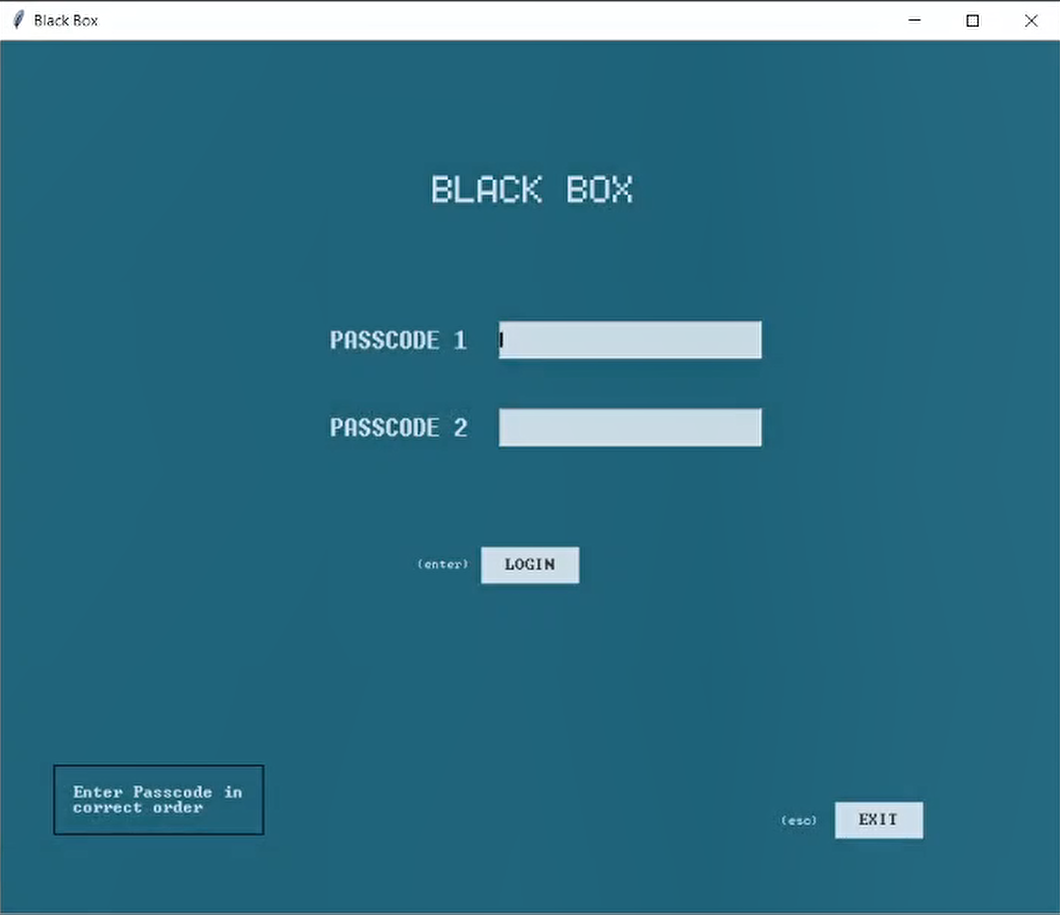 Black Box
BLACK BOX
PASSCODE 1
PASSCODE 2
(enter) LOGIN
Enter Passcode in
correct order
(esc) EXIT